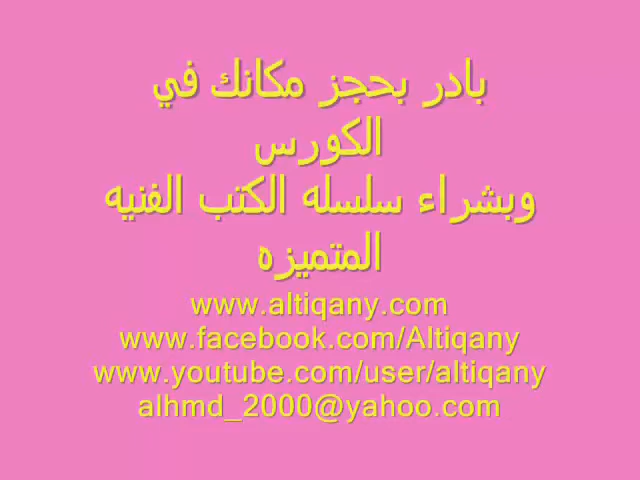 بادر بحجز مكانك في
الكورس
وبشراء سلسله الكتب الفنيه
المتميزه
www.altiqany.com
www.facebook.com/Altiqany
www.youtube.com/user/altiqany
alhmd_2000@yahoo.com